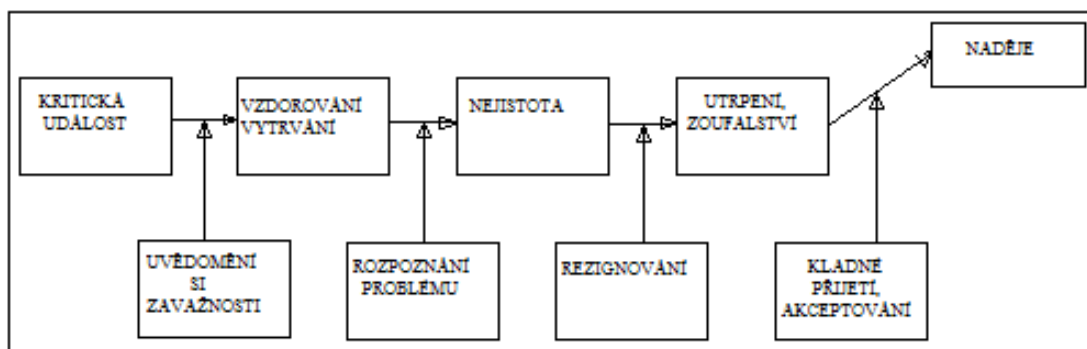 KRITICKÁ
UDÁLOST
VZDOROVÁNÍ
VYTRVÁNÍ
NEJISTOTA
UTRPENÍ,
ZOUFALSTVÍ
NADĚJE
UVĚDOMĚNÍ
SI
ZAVAŽNOSTI
ROZPOZNÁNÍ
PROBLÉMU
REZIGNOVÁNÍ
KLADNÉ
PŘIJETÍ,
AKCEPTOVÁNÍ